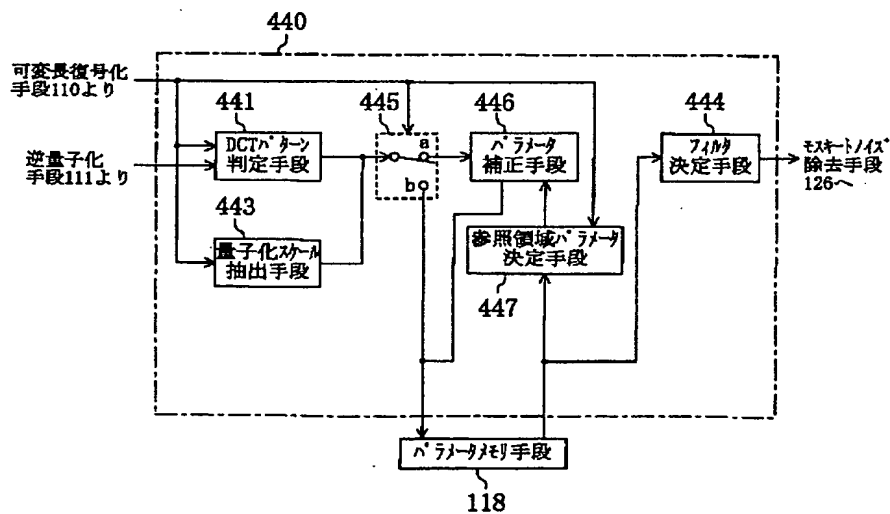 440
可変長復号化
手段110より
441
DCTﾊﾟﾀｰﾝ
判定手段
445
a
b
446
ﾊﾟﾗﾒｰﾀ
補正手段
444
ﾌｨﾙﾀ
決定手段
ﾓｽｷｰﾄﾉｲｽﾞ
除去手段
126へ
逆量子化
手段111より
443
量子化ｽｹｰﾙ
抽出手段
参照領域ﾊﾟﾗﾒｰﾀ
決定手段
447
ﾊﾟﾗﾒｰﾀﾒﾓﾘ手段
118